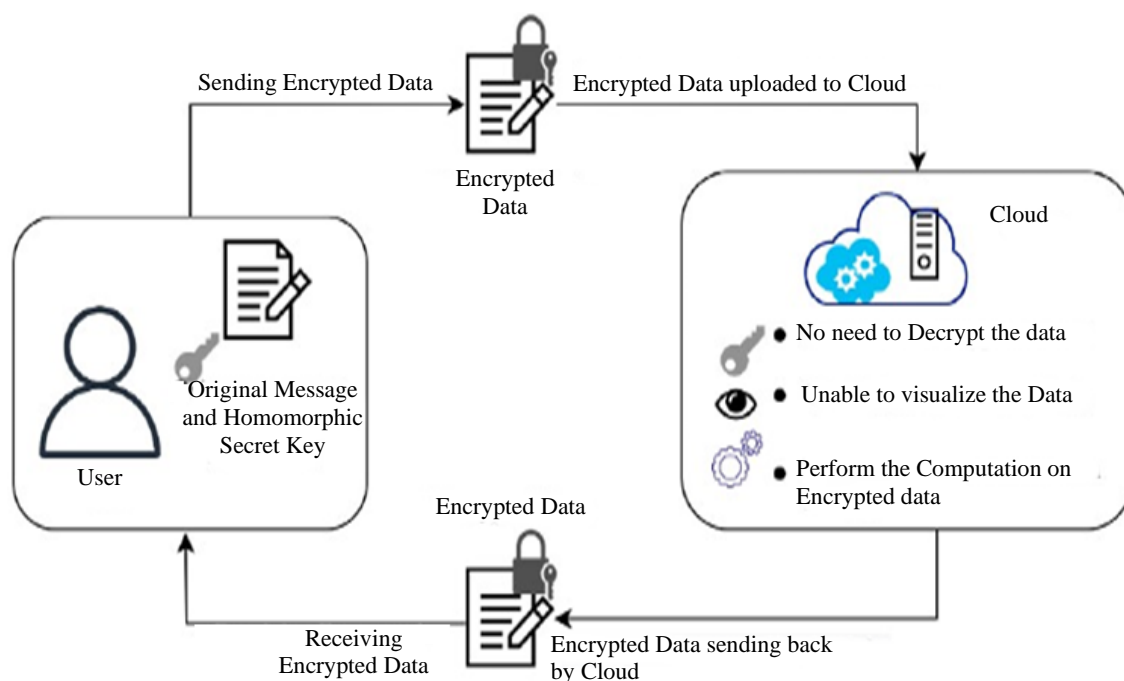 Sending Encrypted Data
Encrypted Data uploaded to Cloud
Encrypted
Data
Cloud
Original Message
and Homomorphic
Secret Key
User
• No need to Decrypt the data
• Unable to visualize the Data
• Perform the Computation on
Encrypted data
Encrypted Data
Receiving
Encrypted Data
Encrypted Data sending back
by Cloud